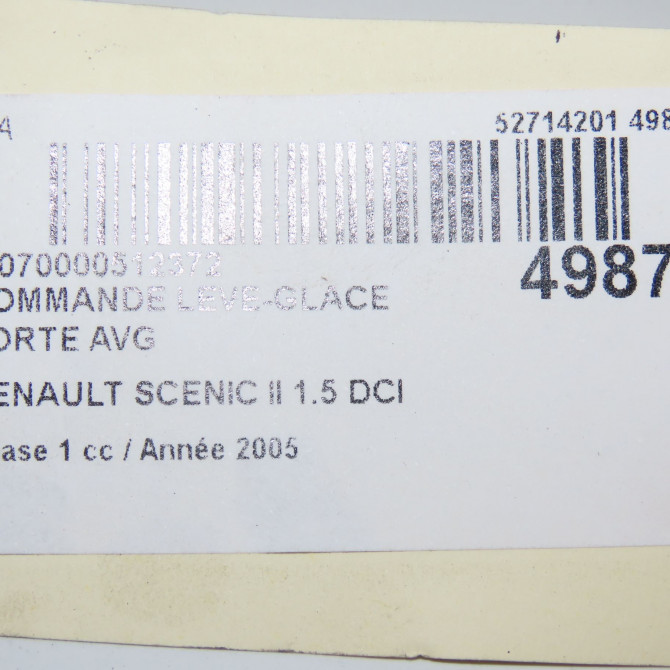 A 52714201 498
070000512372
4987
OMMANDE LEVE-GLACE
ORTE AVG
ENAULT SCENIC II 1.5 DCI
ase 1 cc / Année 2005